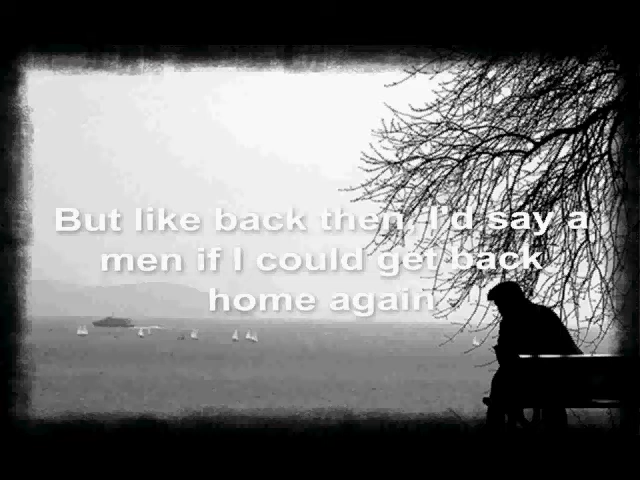 But like back then, I'd say a
men if I could get back
home again